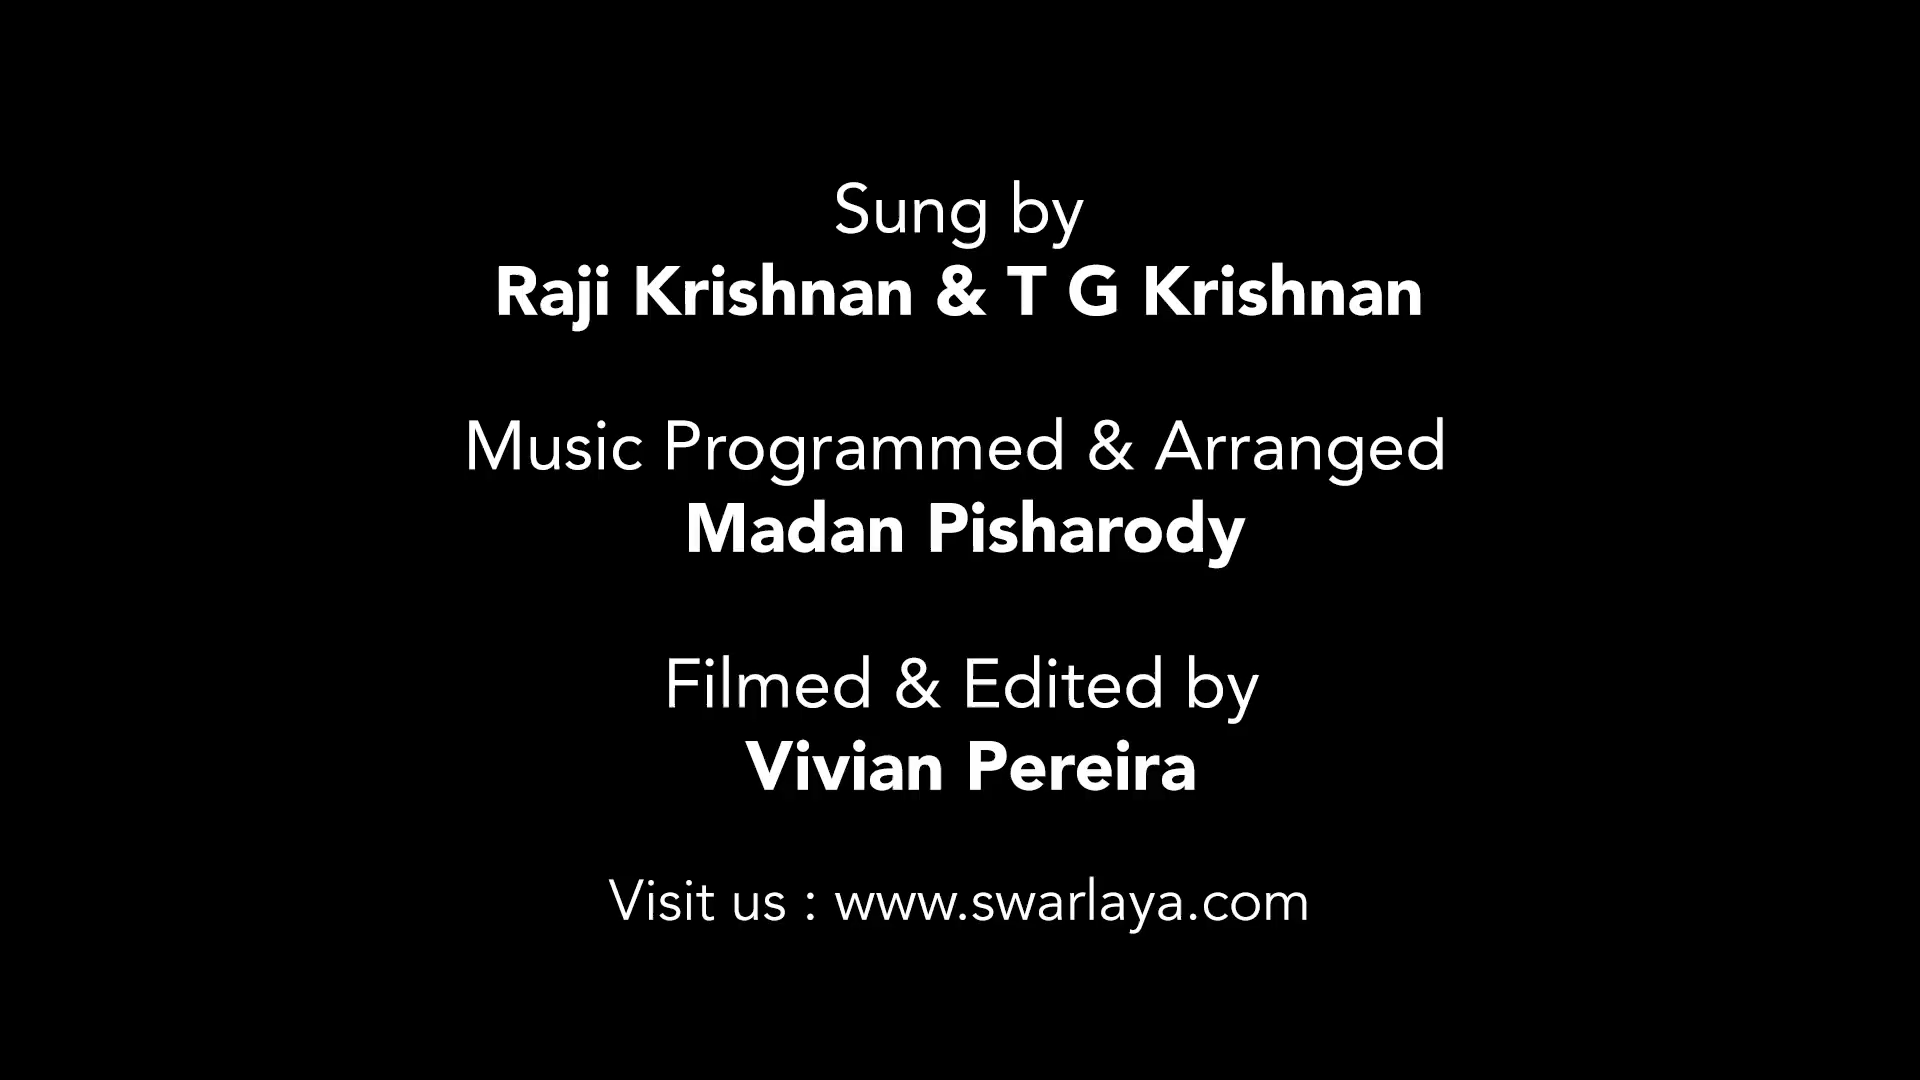 Sung by
Raji Krishnan & T G Krishnan
Music Programmed & Arranged
Madan Pisharody
Filmed & Edited by
Vivian Pereira
Visit us : www.swarlaya.com